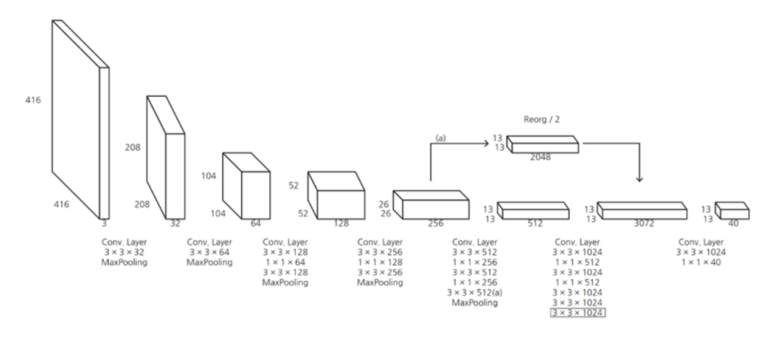 416
416
3
208
208
32
104
104
64
52
52
128
26
26
256
(a)
Reorg / 2
13
13
2048
13
13
512
13
13
3072
13
13
40
Conv. Layer
3 × 3 × 32
MaxPooling
Conv. Layer
3 × 3 × 64
MaxPooling
Conv. Layer
3 × 3 × 128
1 × 1 × 64
3 × 3 × 128
MaxPooling
Conv. Layer
3 × 3 × 256
1 × 1 × 128
3 × 3 × 256
MaxPooling
Conv. Layer
3 × 3 × 512
1 × 1 × 256
3 × 3 × 512
1 × 1 × 256
3 × 3 × 512(a)
MaxPooling
Conv. Layer
3 × 3 × 1024
1 × 1 × 512
3 × 3 × 1024
1 × 1 × 512
3 × 3 × 1024
3 × 3 × 1024
3 × 3 × 1024
Conv. Layer
3 × 3 × 1024
1 × 1 × 40